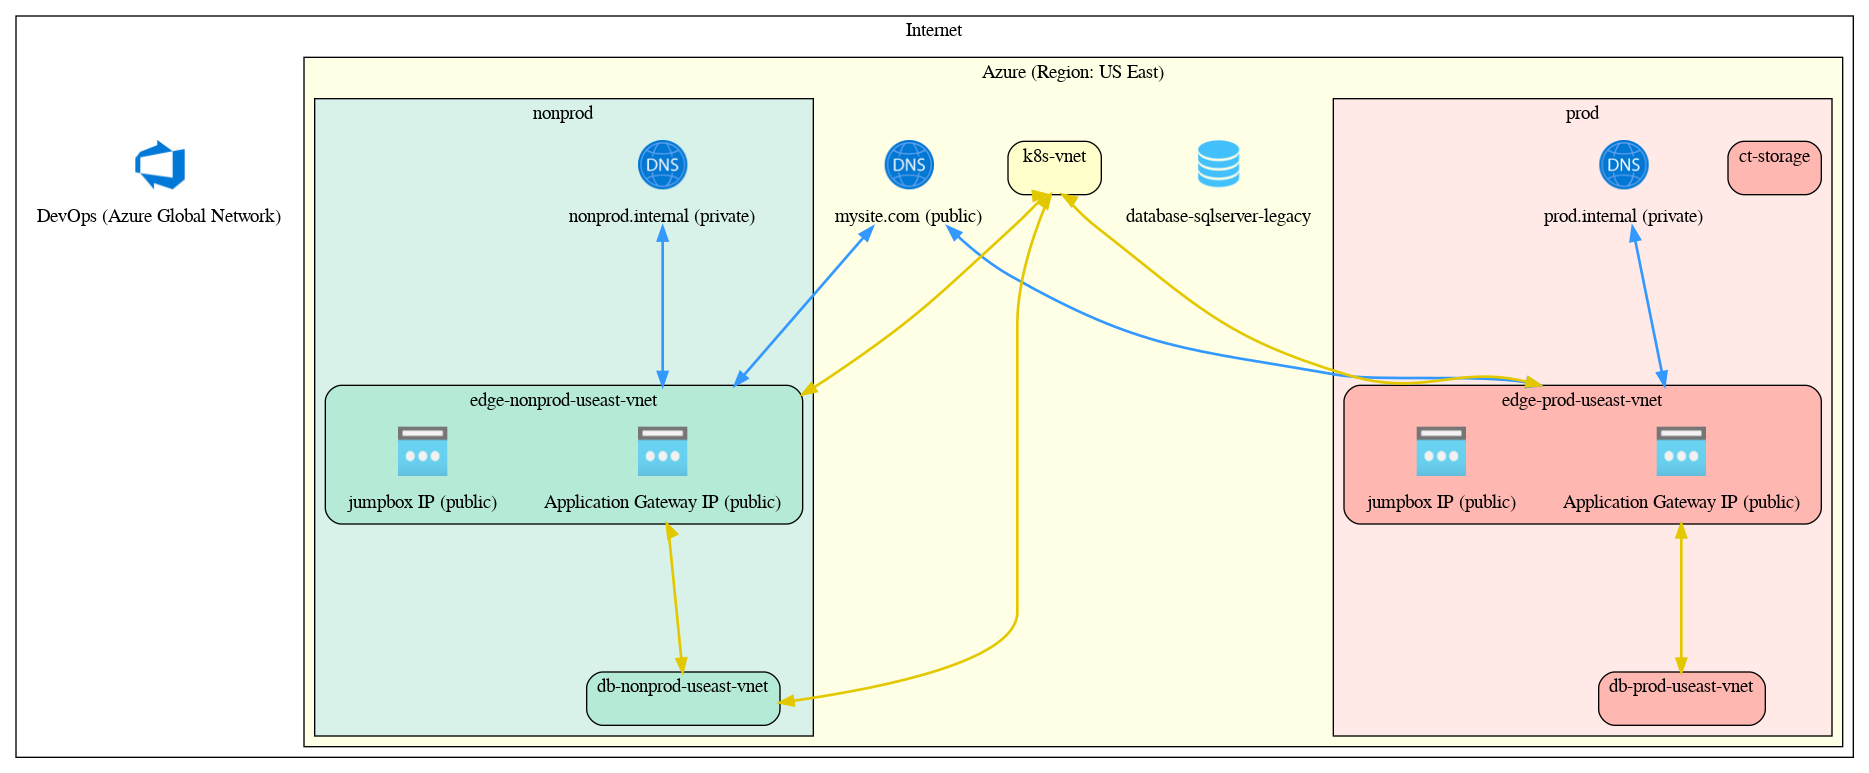 Internet
Azure (Region: US East)
nonprod
prod
DNS
DNS
k8s-vnet
DNS
ct-storage
DevOps (Azure Global Network)
nonprod.internal (private)
mysite.com (public)
database-sqlserver-legacy
prod.internal (private)
edge-nonprod-useast-vnet
edge-prod-useast-vnet
jumpbox IP (public)
Application Gateway IP (public)
jumpbox IP (public)
Application Gateway IP (public)
db-nonprod-useast-vnet
db-prod-useast-vnet